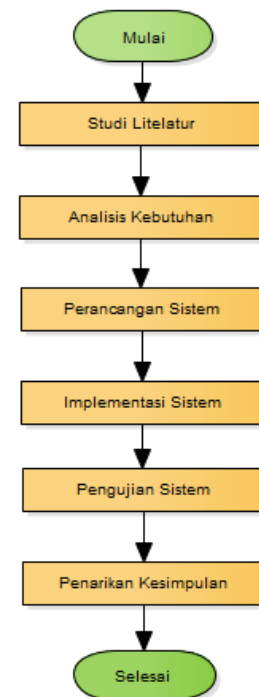 Mulai
Studi Litelatur
Analisis Kebutuhan
Perancangan Sistem
Implementasi Sistem
Pengujian Sistem
Penarikan Kesimpulan
Selesai